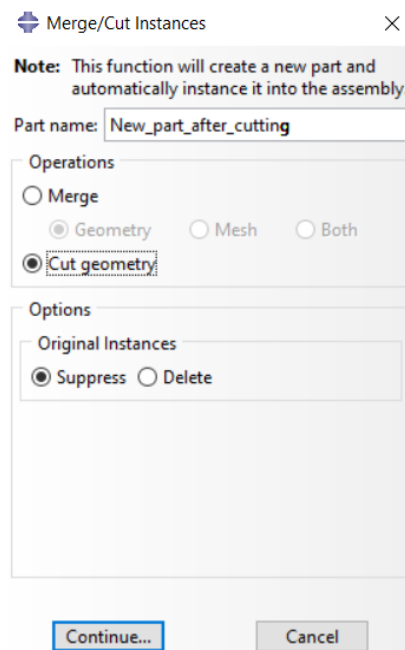 Merge/Cut Instances
Note: This function will create a new part and
automatically instance it into the assembly.
Part name: New_part_after_cutting
Operations
Merge
Geometry Mesh Both
Cut geometry
Options
Original Instances
Suppress Delete
Continue... Cancel